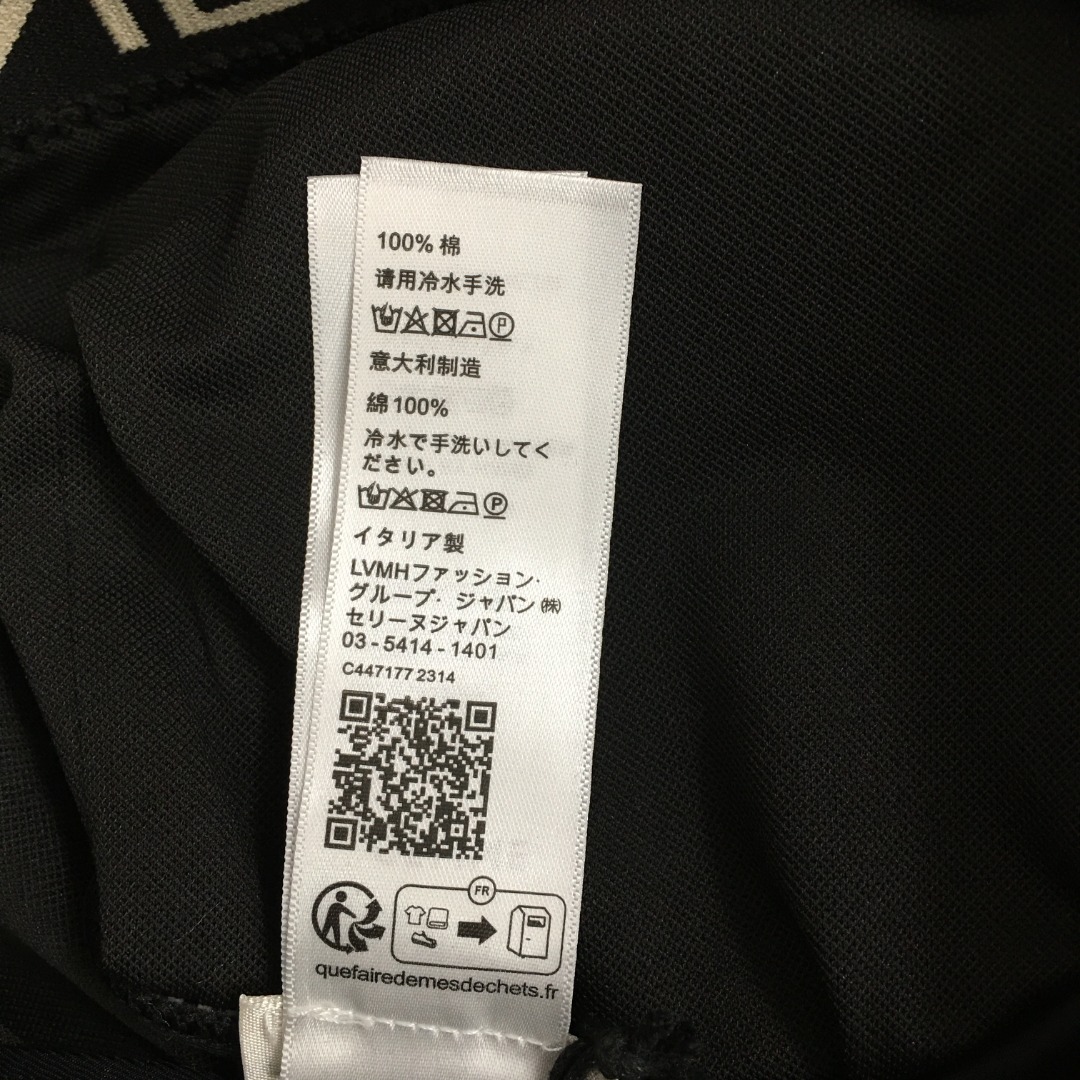 100% 棉
请用冷水手洗
P
意大利制造
綿100%
冷水で手洗いしてく
ださい。
P
イタリア製
LVMHファッション·
グループ· ジャパン ㈱
セリーヌジャパン
03 - 5414 - 1401
C447177 2314
FR
quefairedemesdechets.fr